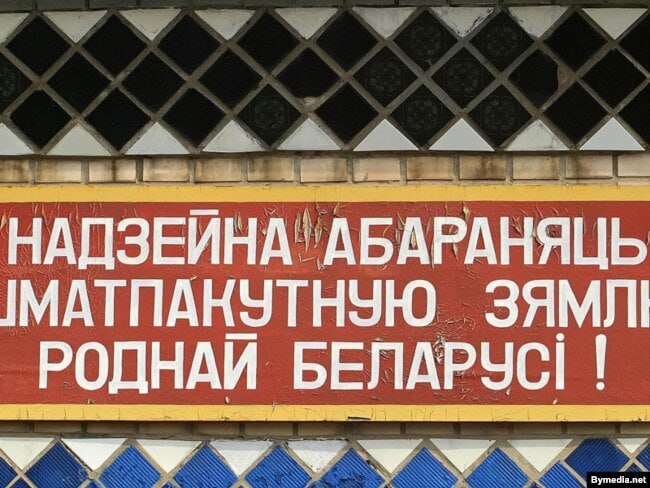 НАДЗЕЙНА АБАРАНЯЦЬ
ШМАТПАКУТНУЮ ЗЯМЛЮ
РОДНАЙ БЕЛАРУСІ !
Bymedia.net